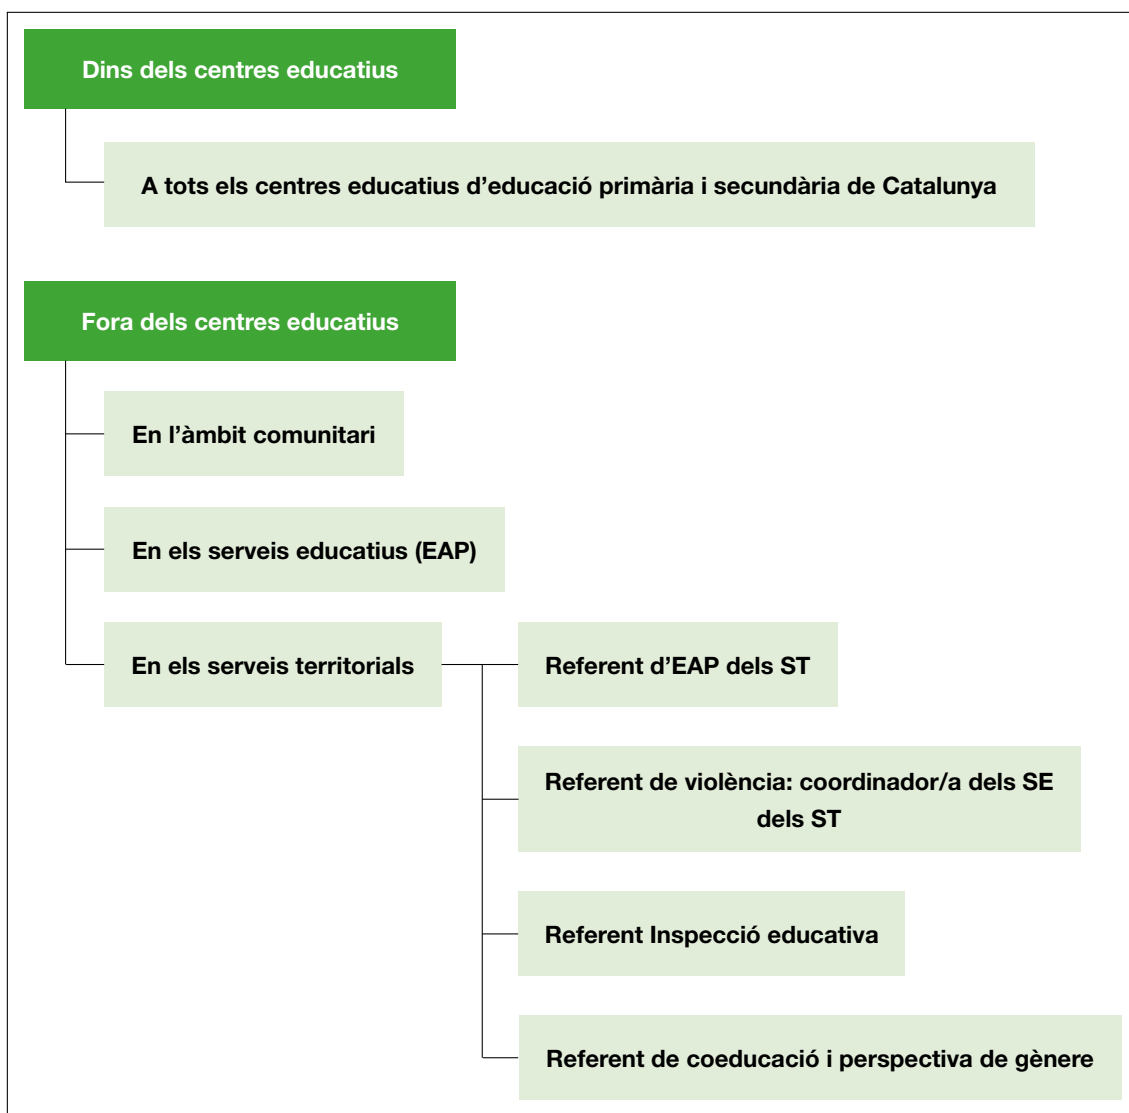 Dins dels centres educatius
A tots els centres educatius d’educació primària i secundària de Catalunya
Fora dels centres educatius
En l’àmbit comunitari
En els serveis educatius (EAP)
En els serveis territorials
Referent d’EAP dels ST
Referent de violència: coordinador/a dels SE
dels ST
Referent Inspecció educativa
Referent de coeducació i perspectiva de gènere